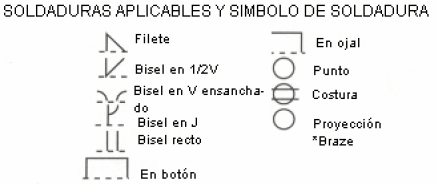 SOLDADURAS APLICABLES Y SIMBOLO DE SOLDADURA
Filete
Bisel en 1/2V
Bisel en V ensancha-
do
Bisel en J
Bisel recto
En botón
En ojal
Punto
Costura
Proyección
*Braze